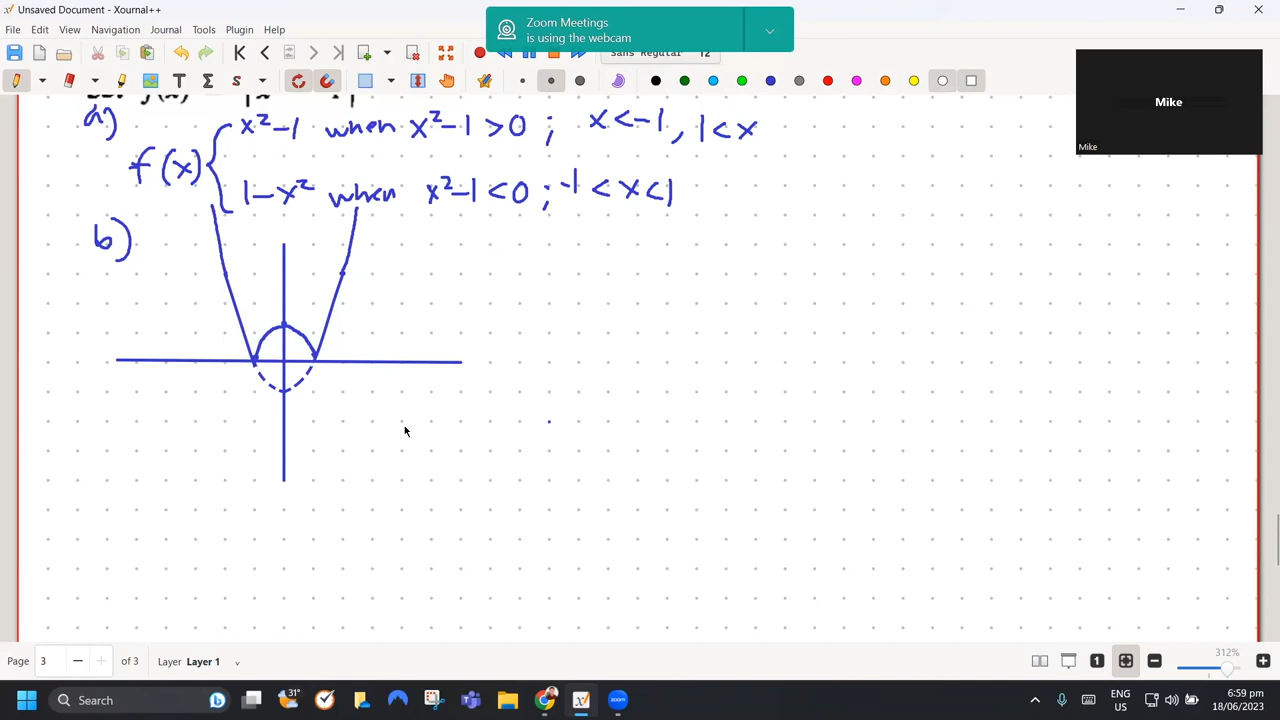 Unsaved Document - Xournal++
Zoom Meetings
is using the webcam
File Edit View Navigation Journal Tools Plugin Help
Sans Regular 12
Mike
Mike
a)
x²-1 when x²-1 > 0 ; x < -1, 1 < x
f(x)
1-x² when x²-1 < 0 ; -1 < x < 1
b)
Page 3 of 3 Layer Layer 1
312%
1
Search
31°
ENG
US
6:59 pm
18/06/2023
zoom